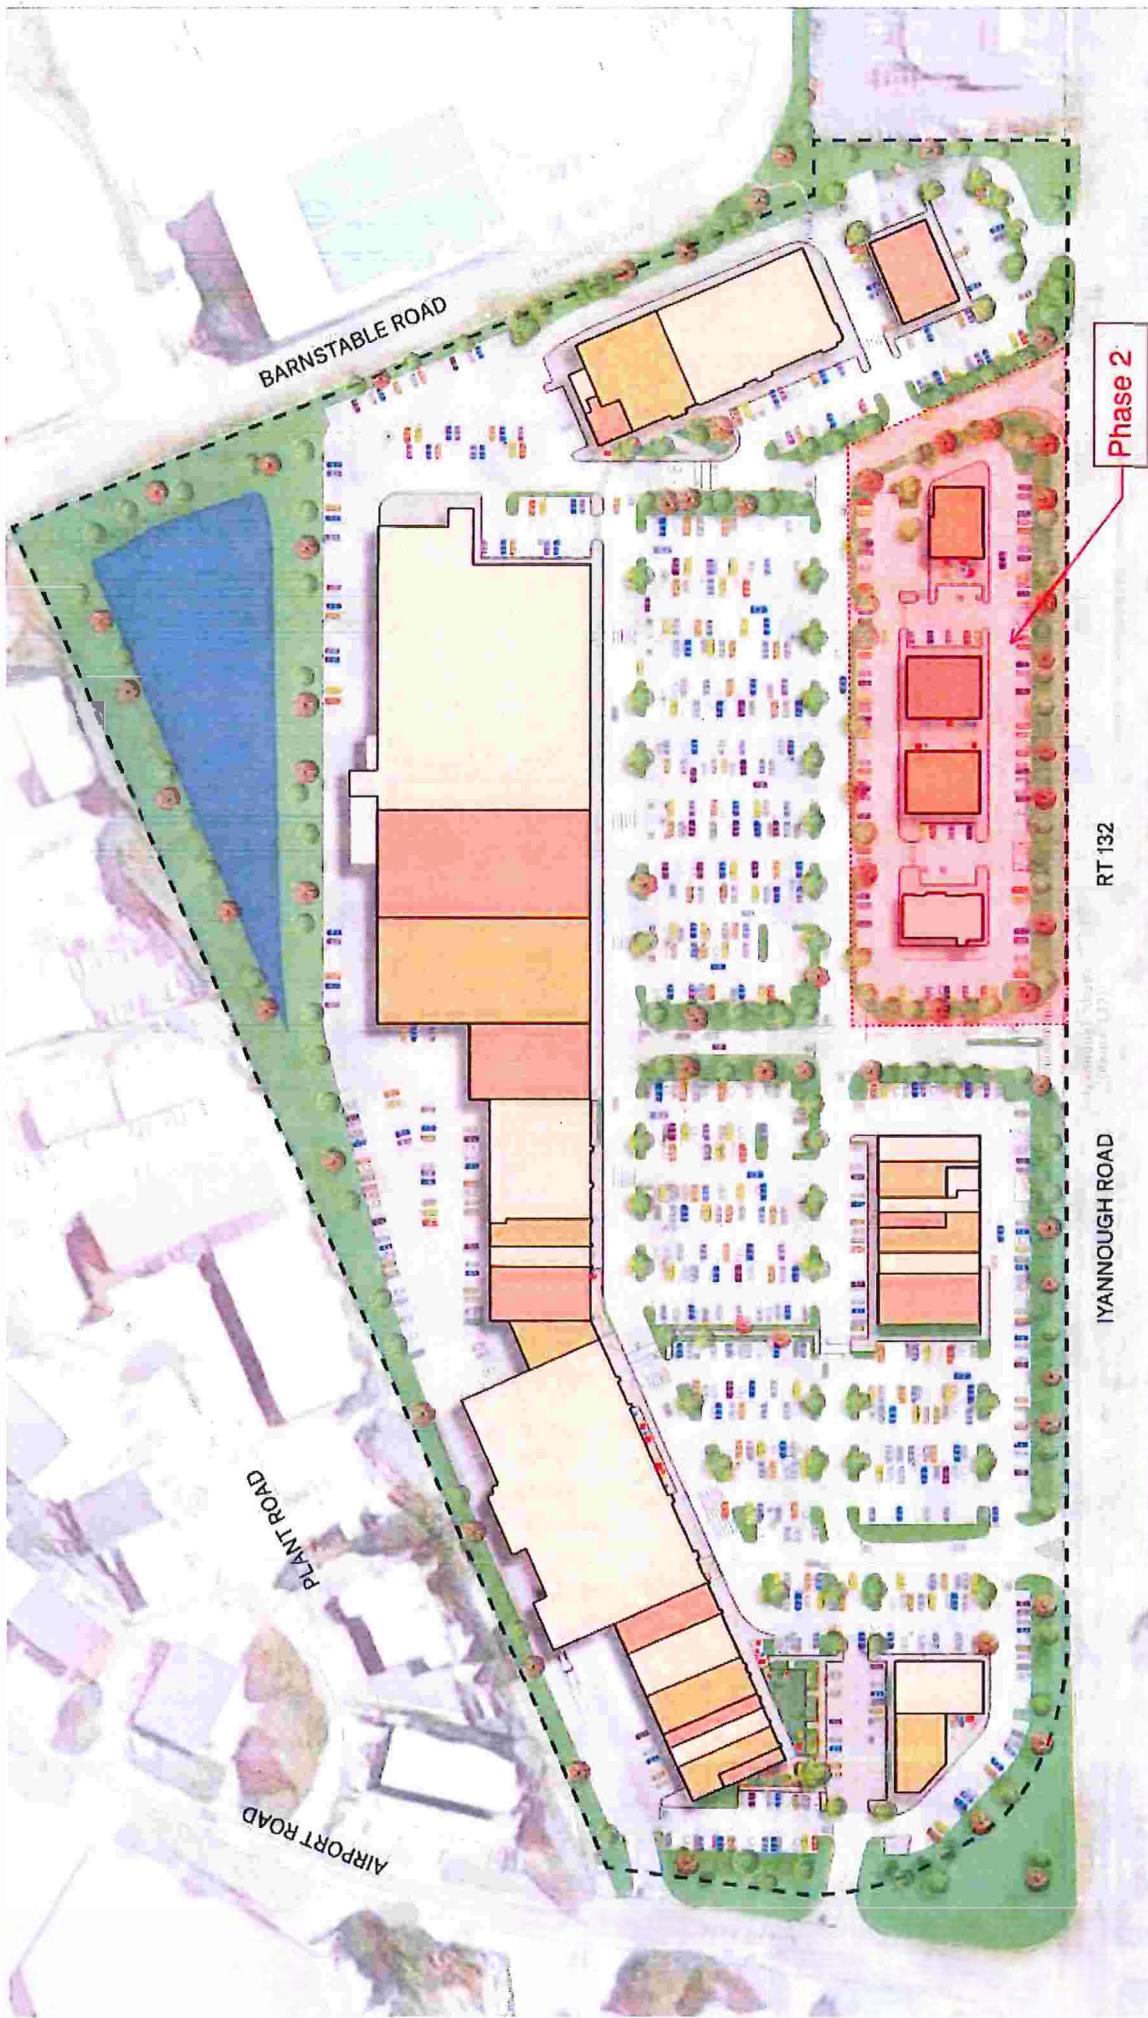 BARNSTABLE ROAD
Phase 2
RT 132
IYANNOUGH ROAD
PLANT ROAD
AIRPORT ROAD